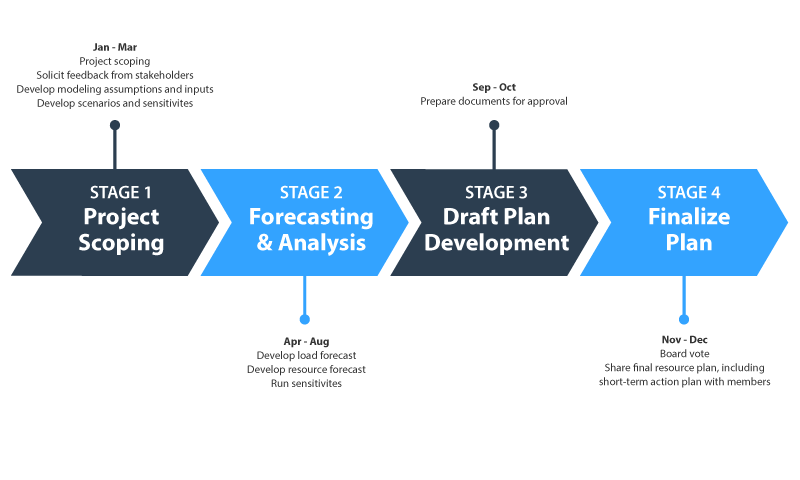 Jan - Mar
Project scoping
Solicit feedback from stakeholders
Develop modeling assumptions and inputs
Develop scenarios and sensitivites
STAGE 1
Project
Scoping
STAGE 2
Forecasting
& Analysis
Apr - Aug
Develop load forecast
Develop resource forecast
Run sensitivites
Sep - Oct
Prepare documents for approval
STAGE 3
Draft Plan
Development
STAGE 4
Finalize
Plan
Nov - Dec
Board vote
Share final resource plan, including
short-term action plan with members